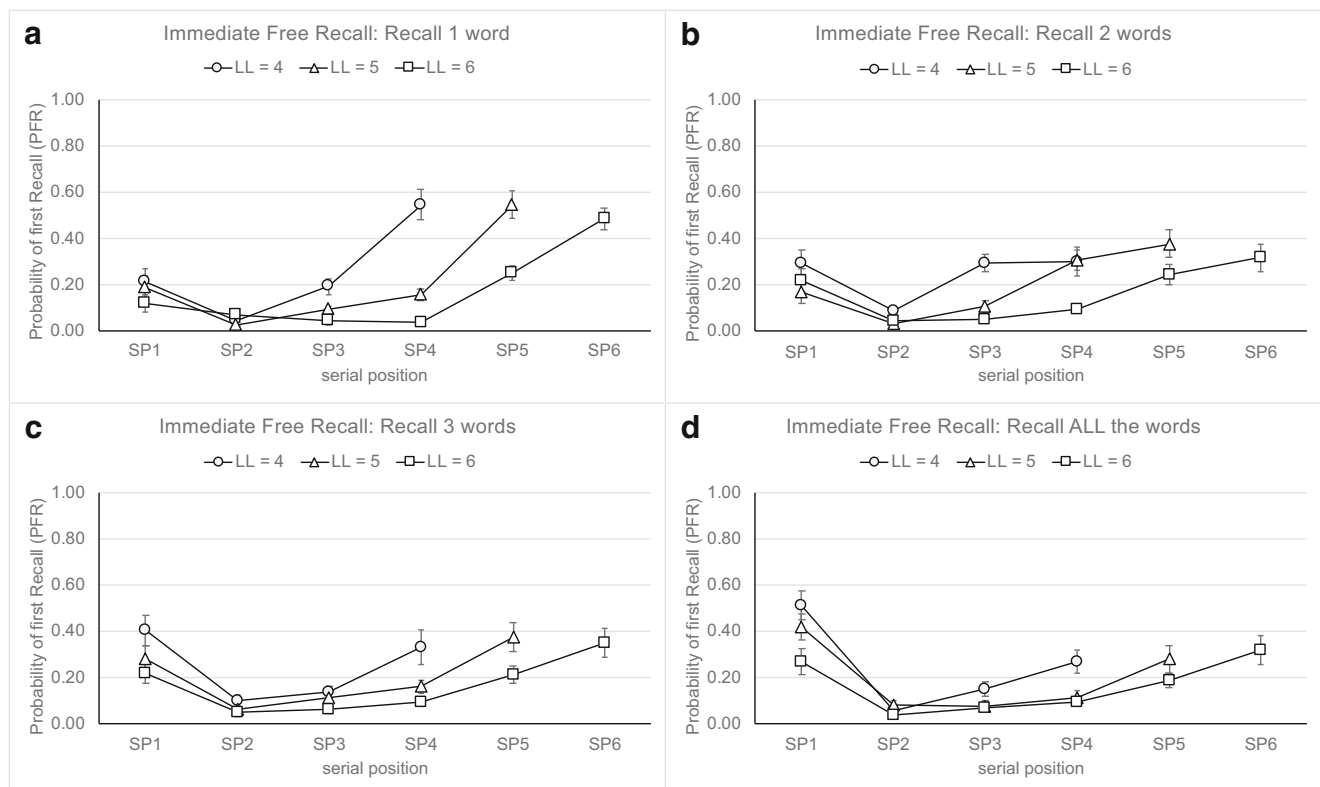 a
Immediate Free Recall: Recall 1 word
LL = 4 LL = 5 LL = 6
Probability of first Recall (PFR)
1.00
0.80
0.60
0.40
0.20
0.00
SP1 SP2 SP3 SP4 SP5 SP6
serial position
b
Immediate Free Recall: Recall 2 words
LL = 4 LL = 5 LL = 6
Probability of first Recall (PFR)
1.00
0.80
0.60
0.40
0.20
0.00
SP1 SP2 SP3 SP4 SP5 SP6
serial position
c
Immediate Free Recall: Recall 3 words
LL = 4 LL = 5 LL = 6
Probability of first Recall (PFR)
1.00
0.80
0.60
0.40
0.20
0.00
SP1 SP2 SP3 SP4 SP5 SP6
serial position
d
Immediate Free Recall: Recall ALL the words
LL = 4 LL = 5 LL = 6
Probability of first Recall (PFR)
1.00
0.80
0.60
0.40
0.20
0.00
SP1 SP2 SP3 SP4 SP5 SP6
serial position